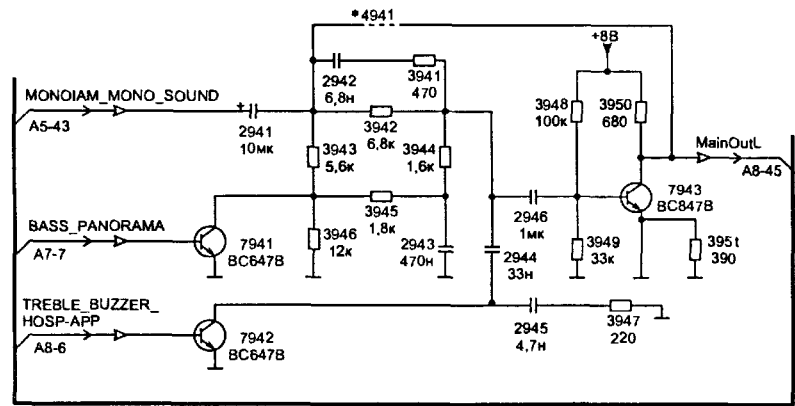 * 4941
+8В
2942
6,8н
3941
470
MONOIAM_MONO_SOUND
A5-43
+
2941
10мк
3942
6,8к
3948
100к
3950
680
3943
5,6к
3944
1,6к
MainOutL
A8-45
7943
BC847B
BASS_PANORAMA
A7-7
7941
BC647B
3946
12к
3945
1,8к
2943
470н
2946
1мк
2944
33н
3949
33к
395t
390
TREBLE_BUZZER_
HOSP-APP
A8-6
7942
BC647B
2945
4,7н
3947
220